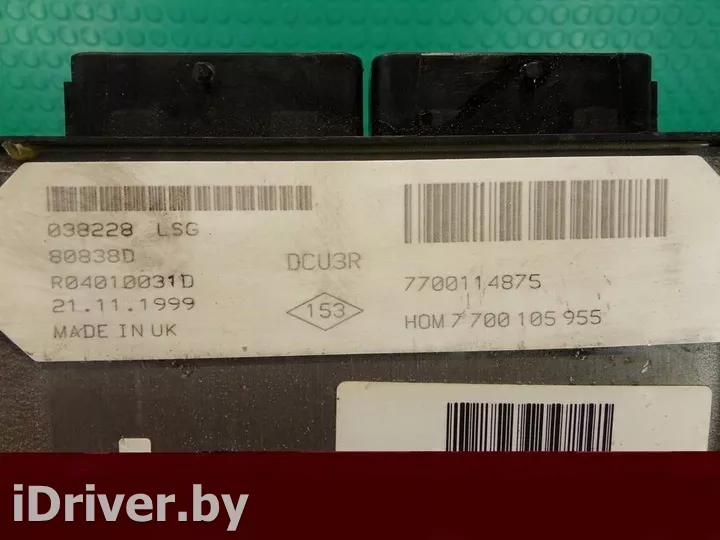 038228 LSG
80838D
R04010031D
21.11.1999
MADE IN UK
DCU3R
153
7700114875
HOM 7 700 105 955
iDriver.by